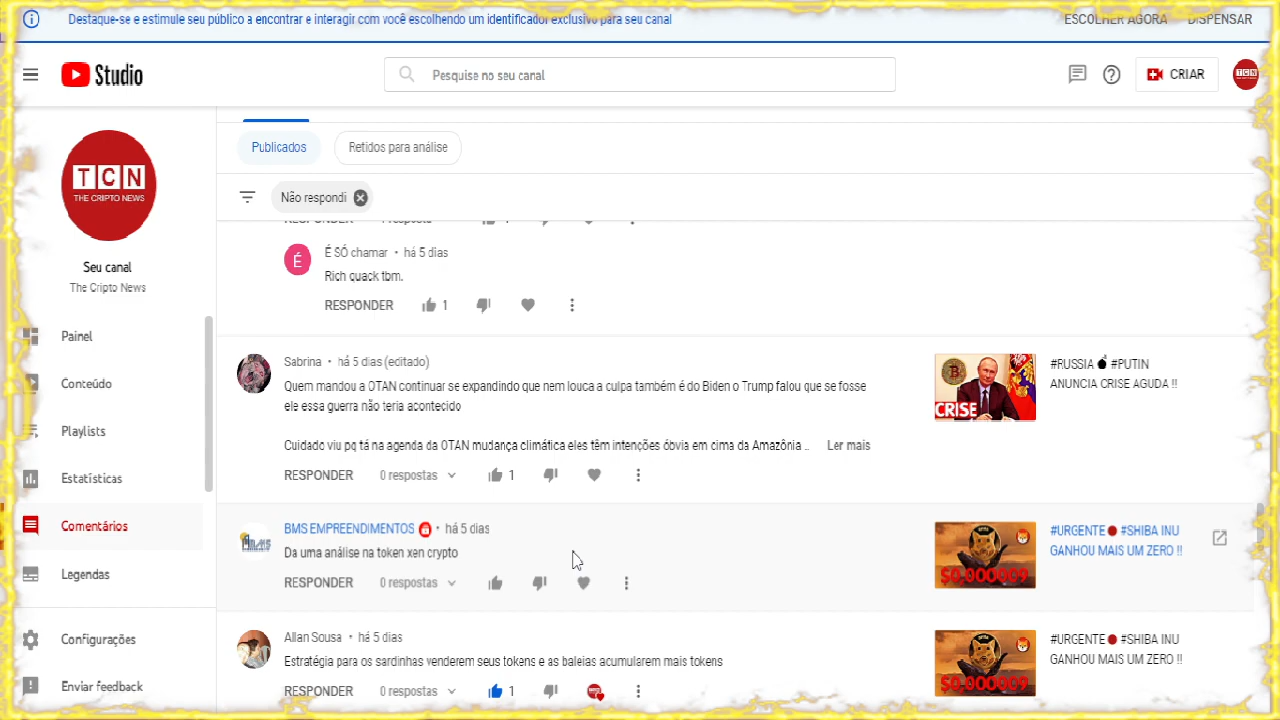 Destaque-se e estimule seu público a encontrar e interagir com você escolhendo um identificador exclusivo para seu canal
ESCOLHER AGORA
DISPENSAR
Studio
Pesquise no seu canal
CRIAR
TCN
TCN
THE CRIPTO NEWS
Seu canal
The Cripto News
Painel
Conteúdo
Playlists
Estatísticas
Comentários
Legendas
Configurações
Enviar feedback
Publicados
Retidos para análise
Não respondi
RESPONDER 1 resposta 1
É
É SÓ chamar • há 5 dias
Rich quack tbm.
RESPONDER 1
Sabrina • há 5 dias (editado)
Quem mandou a OTAN continuar se expandindo que nem louca a culpa também é do Biden o Trump falou que se fosse
ele essa guerra não teria acontecido
Cuidado viu pq tá na agenda da OTAN mudança climática eles têm intenções óbvia em cima da Amazônia .. Ler mais
RESPONDER 0 respostas 1
CRISE
#RUSSIA #PUTIN
ANUNCIA CRISE AGUDA !!
BMS EMPREENDIMENTOS • há 5 dias
Da uma análise na token xen crypto
RESPONDER 0 respostas
$0,000009
#URGENTE #SHIBA INU
GANHOU MAIS UM ZERO !!
Allan Sousa • há 5 dias
Estratégia para os sardinhas venderem seus tokens e as baleias acumularem mais tokens
RESPONDER 0 respostas 1
$0,000009
#URGENTE #SHIBA INU
GANHOU MAIS UM ZERO !!